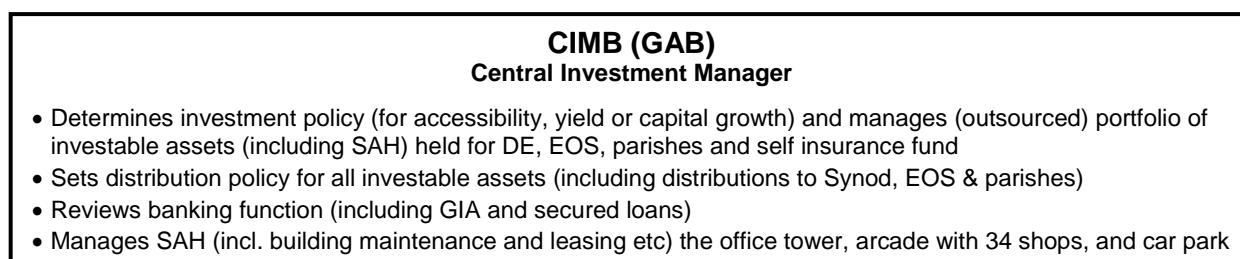 CIMB (GAB)
Central Investment Manager
• Determines investment policy (for accessibility, yield or capital growth) and manages (outsourced) portfolio of
investable assets (including SAH) held for DE, EOS, parishes and self insurance fund
• Sets distribution policy for all investable assets (including distributions to Synod, EOS & parishes)
• Reviews banking function (including GIA and secured loans)
• Manages SAH (incl. building maintenance and leasing etc) the office tower, arcade with 34 shops, and car park